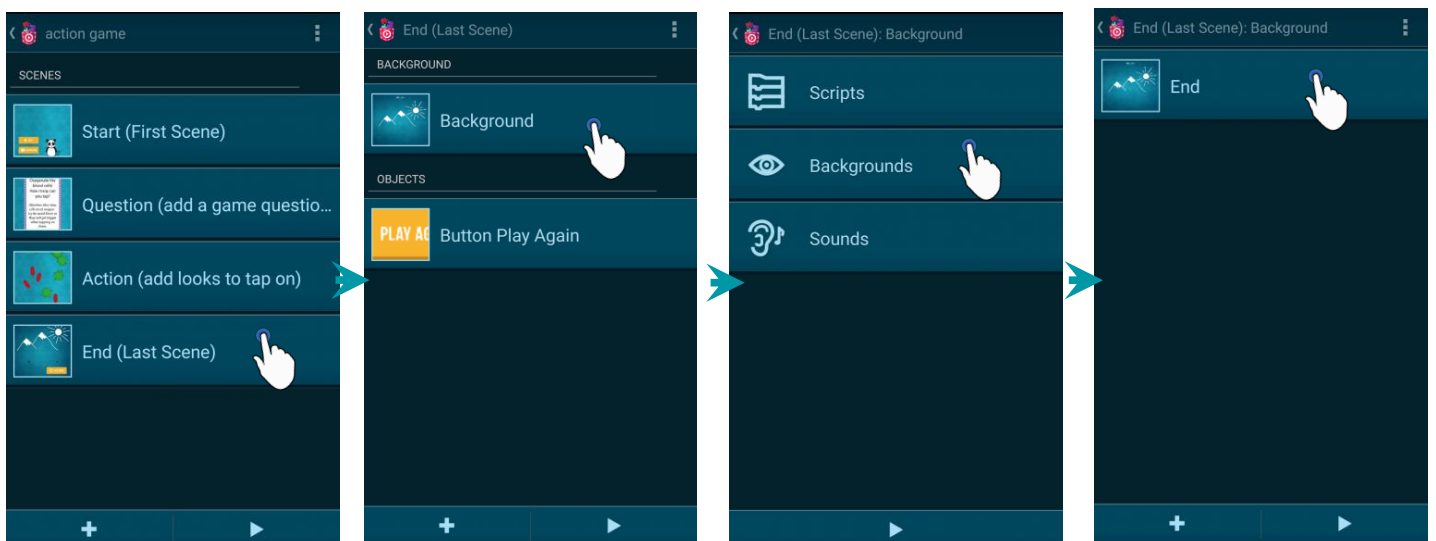 action game
SCENES
Start (First Scene)
Question (add a game questio...
Action (add looks to tap on)
End (Last Scene)
End (Last Scene)
BACKGROUND
Background
OBJECTS
PLAY AG
Button Play Again
End (Last Scene): Background
Scripts
Backgrounds
Sounds
End (Last Scene): Background
End